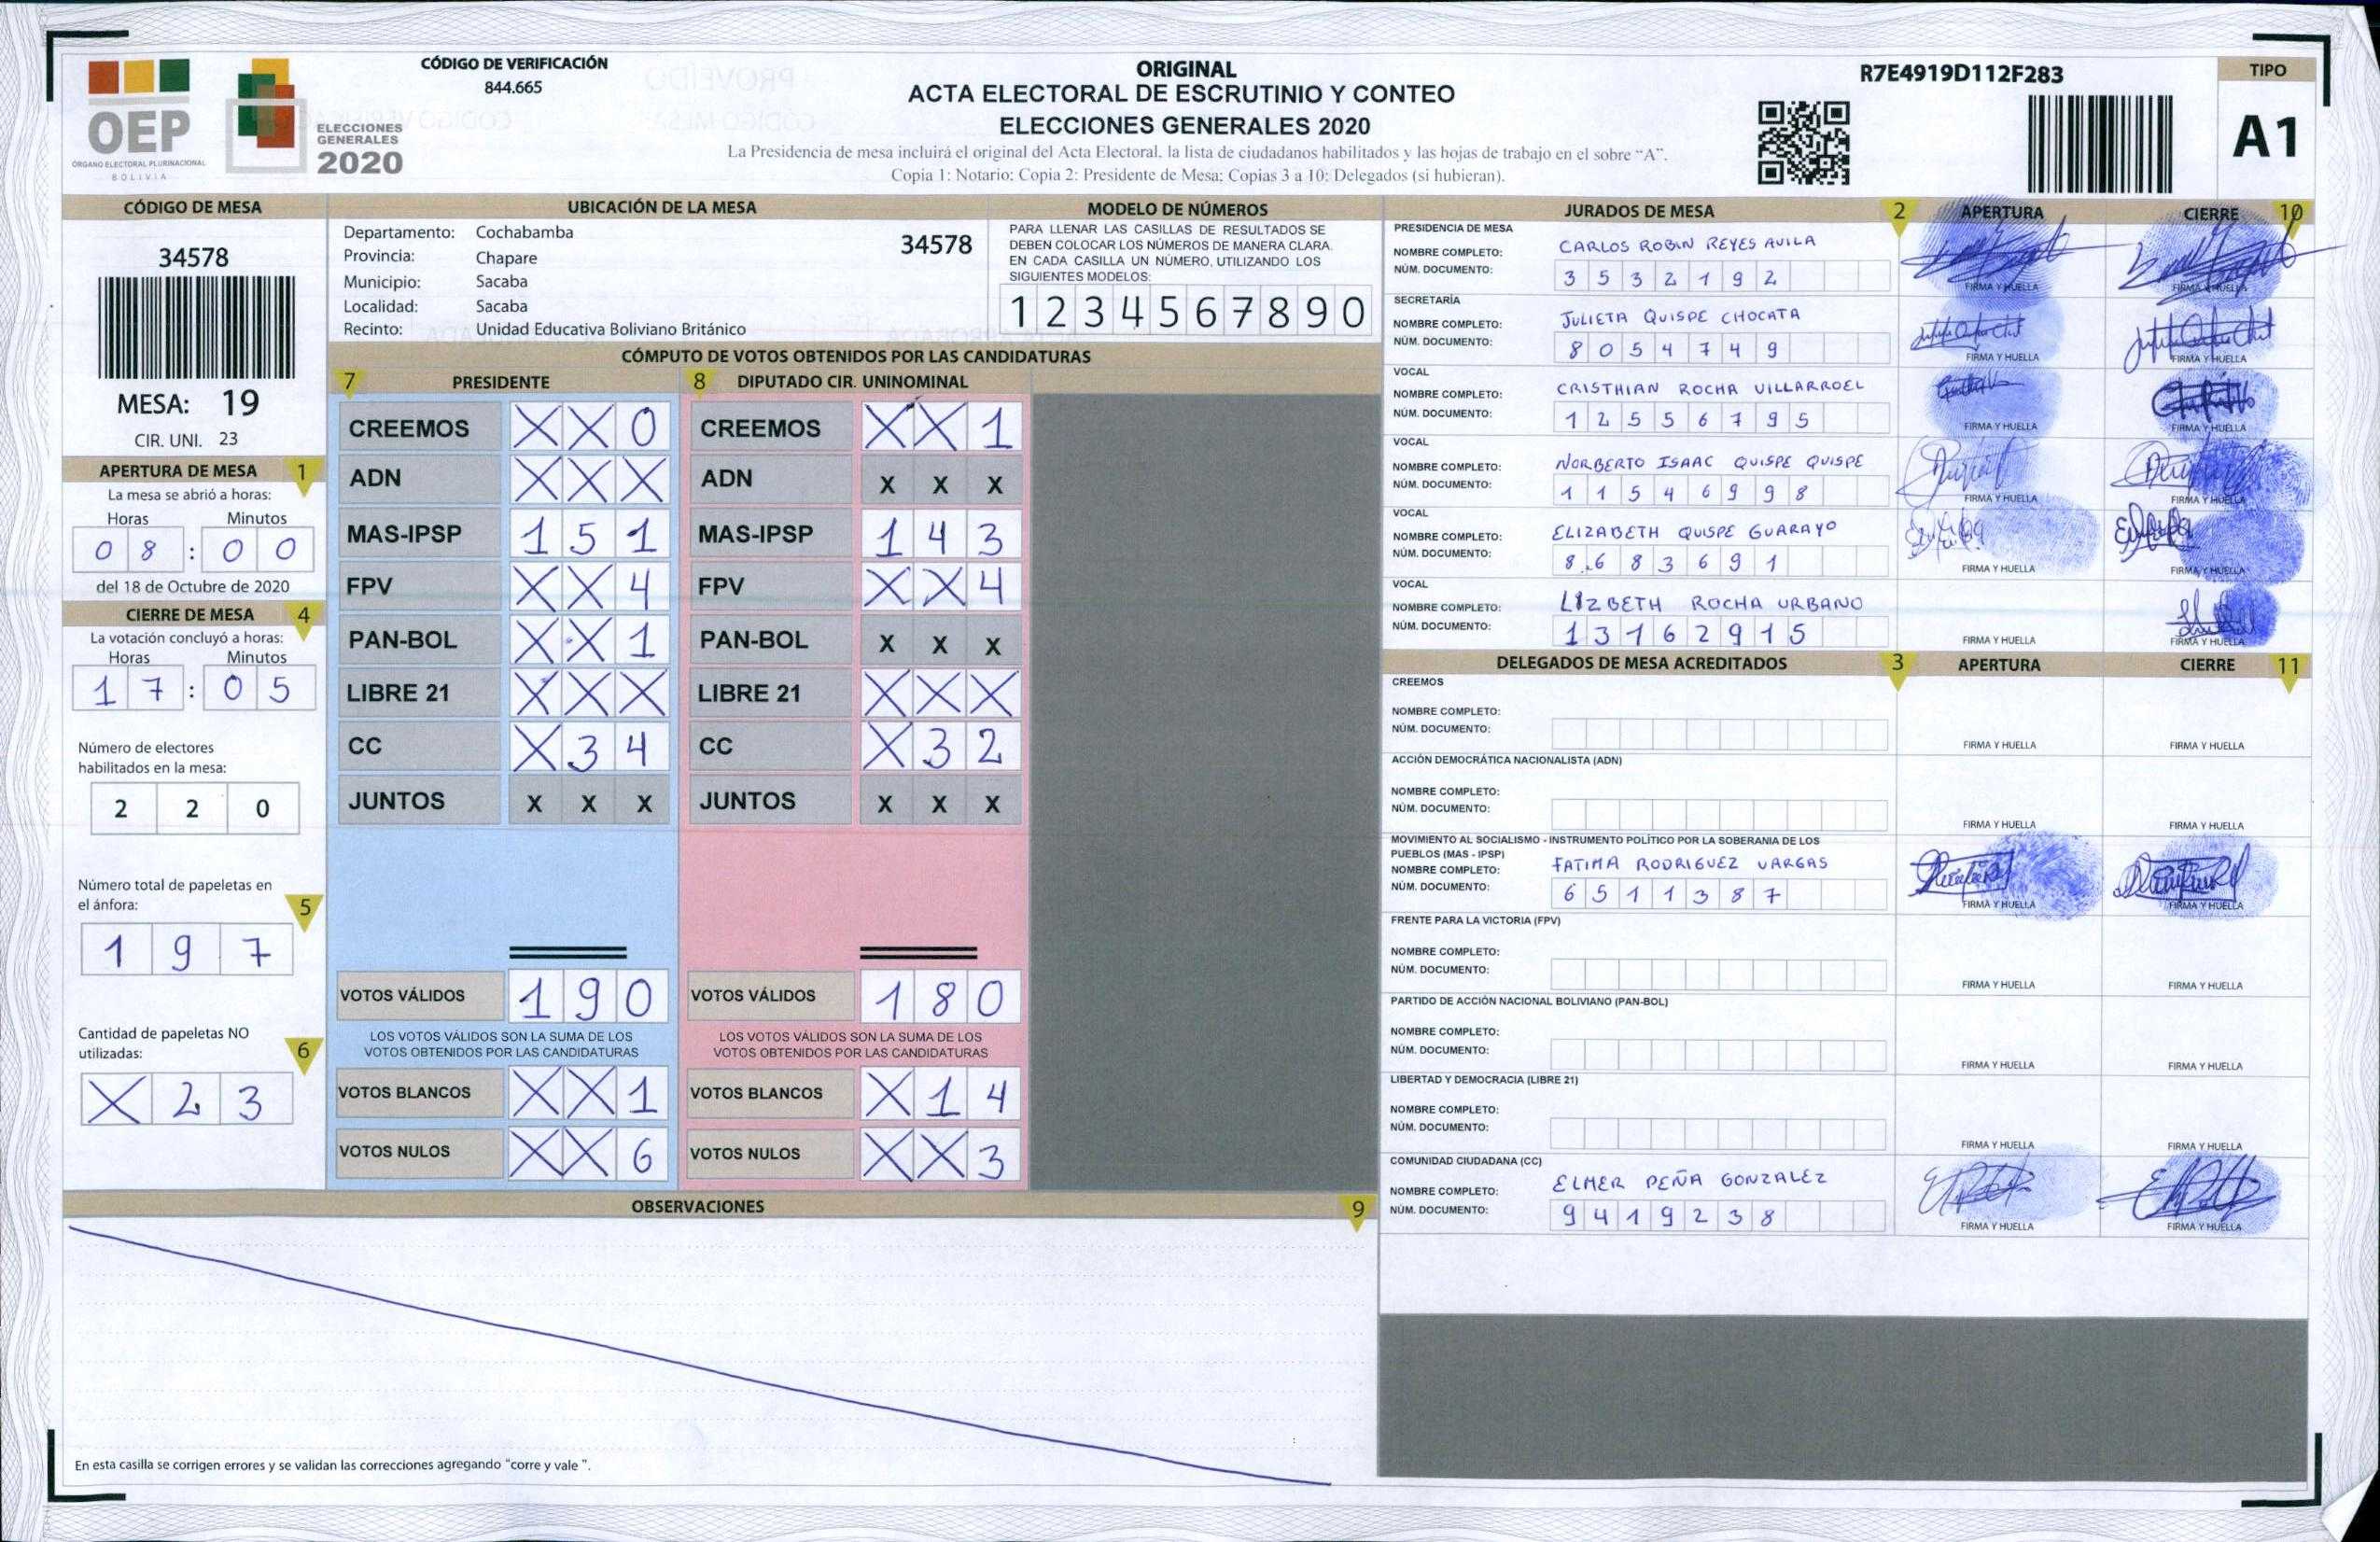 OEP
ÓRGANO ELECTORAL PLURINACIONAL
BOLIVIA
ELECCIONES
GENERALES
2020
CÓDIGO DE VERIFICACIÓN
844.665
ORIGINAL
ACTA ELECTORAL DE ESCRUTINIO Y CONTEO
ELECCIONES GENERALES 2020
La Presidencia de mesa incluirá el original del Acta Electoral, la lista de ciudadanos habilitados y las hojas de trabajo en el sobre "A".
Copia 1: Notario; Copia 2: Presidente de Mesa; Copias 3 a 10: Delegados (si hubieran).
R7E4919D112F283
TIPO
A1
CÓDIGO DE MESA
34578
MESA: 19
CIR. UNI. 23
APERTURA DE MESA 1
La mesa se abrió a horas:
Horas Minutos
0 8 : 0 0
del 18 de Octubre de 2020
CIERRE DE MESA 4
La votación concluyó a horas:
Horas Minutos
1 7 : 0 5
Número de electores
habilitados en la mesa:
2 2 0
Número total de papeletas en
el ánfora: 5
1 9 7
Cantidad de papeletas NO
utilizadas: 6
X 2 3
UBICACIÓN DE LA MESA
Departamento: Cochabamba 34578
Provincia: Chapare
Municipio: Sacaba
Localidad: Sacaba
Recinto: Unidad Educativa Boliviano Británico
MODELO DE NÚMEROS
PARA LLENAR LAS CASILLAS DE RESULTADOS SE
DEBEN COLOCAR LOS NÚMEROS DE MANERA CLARA.
EN CADA CASILLA UN NÚMERO, UTILIZANDO LOS
SIGUIENTES MODELOS:
1 2 3 4 5 6 7 8 9 0
CÓMPUTO DE VOTOS OBTENIDOS POR LAS CANDIDATURAS
7 PRESIDENTE 8 DIPUTADO CIR. UNINOMINAL
CREEMOS X X 0 CREEMOS X X 1
ADN X X X ADN X X X
MAS-IPSP 1 5 1 MAS-IPSP 1 4 3
FPV X X 4 FPV X X 4
PAN-BOL X X 1 PAN-BOL X X X
LIBRE 21 X X X LIBRE 21 X X X
CC X 3 4 CC X 3 2
JUNTOS X X X JUNTOS X X X
VOTOS VÁLIDOS 1 9 0 VOTOS VÁLIDOS 1 8 0
LOS VOTOS VÁLIDOS SON LA SUMA DE LOS LOS VOTOS VÁLIDOS SON LA SUMA DE LOS
VOTOS OBTENIDOS POR LAS CANDIDATURAS VOTOS OBTENIDOS POR LAS CANDIDATURAS
VOTOS BLANCOS X X 1 VOTOS BLANCOS X 1 4
VOTOS NULOS X X 6 VOTOS NULOS X X 3
OBSERVACIONES 9
En esta casilla se corrigen errores y se validan las correcciones agregando "corre y vale ".
JURADOS DE MESA 2 APERTURA CIERRE 10
PRESIDENCIA DE MESA
NOMBRE COMPLETO: CARLOS ROBIN REYES AVILA
NÚM. DOCUMENTO: 3 5 3 2 1 9 2
FIRMA Y HUELLA FIRMA Y HUELLA
SECRETARÍA
NOMBRE COMPLETO: JULIETA QUISPE CHOCATA
NÚM. DOCUMENTO: 8 0 5 4 7 4 9
FIRMA Y HUELLA FIRMA Y HUELLA
VOCAL
NOMBRE COMPLETO: CRISTHIAN ROCHA VILLARROEL
NÚM. DOCUMENTO: 1 2 5 5 6 7 9 5
FIRMA Y HUELLA FIRMA Y HUELLA
VOCAL
NOMBRE COMPLETO: NORBERTO ISAAC QUISPE QUISPE
NÚM. DOCUMENTO: 1 1 5 4 6 9 9 8
FIRMA Y HUELLA FIRMA Y HUELLA
VOCAL
NOMBRE COMPLETO: ELIZABETH QUISPE GUARAYO
NÚM. DOCUMENTO: 8 6 8 3 6 9 1
FIRMA Y HUELLA FIRMA Y HUELLA
VOCAL
NOMBRE COMPLETO: LIZBETH ROCHA URBANO
NÚM. DOCUMENTO: 1 3 1 6 2 9 1 5
FIRMA Y HUELLA FIRMA Y HUELLA
DELEGADOS DE MESA ACREDITADOS 3 APERTURA CIERRE 11
CREEMOS
NOMBRE COMPLETO:
NÚM. DOCUMENTO:
FIRMA Y HUELLA FIRMA Y HUELLA
ACCIÓN DEMOCRÁTICA NACIONALISTA (ADN)
NOMBRE COMPLETO:
NÚM. DOCUMENTO:
FIRMA Y HUELLA FIRMA Y HUELLA
MOVIMIENTO AL SOCIALISMO - INSTRUMENTO POLÍTICO POR LA SOBERANIA DE LOS
PUEBLOS (MAS - IPSP)
NOMBRE COMPLETO: FATIMA RODRIGUEZ VARGAS
NÚM. DOCUMENTO: 6 5 1 1 3 8 7
FIRMA Y HUELLA FIRMA Y HUELLA
FRENTE PARA LA VICTORIA (FPV)
NOMBRE COMPLETO:
NÚM. DOCUMENTO:
FIRMA Y HUELLA FIRMA Y HUELLA
PARTIDO DE ACCIÓN NACIONAL BOLIVIANO (PAN-BOL)
NOMBRE COMPLETO:
NÚM. DOCUMENTO:
FIRMA Y HUELLA FIRMA Y HUELLA
LIBERTAD Y DEMOCRACIA (LIBRE 21)
NOMBRE COMPLETO:
NÚM. DOCUMENTO:
FIRMA Y HUELLA FIRMA Y HUELLA
COMUNIDAD CIUDADANA (CC)
NOMBRE COMPLETO: ELMER PEÑA GONZALEZ
NÚM. DOCUMENTO: 9 4 1 9 2 3 8
FIRMA Y HUELLA FIRMA Y HUELLA